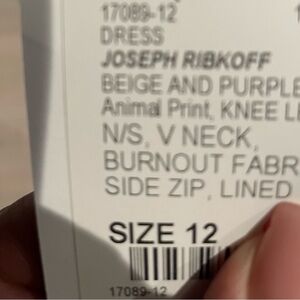 17089-12
DRESS
JOSEPH RIBKOFF
BEIGE AND PURPLE
Animal Print, KNEE
N/S, V NECK,
BURNOUT
SIDE ZIP, LINED
SIZE 12
17089-12